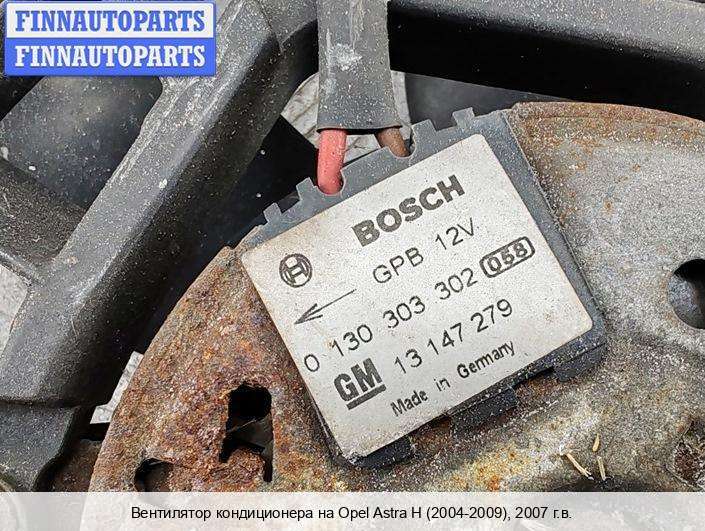 FINNAUTOPARTS
FINNAUTOPARTS
BOSCH
GPB 12V
0 130 303 302 058
GM 13 147 279
Made in Germany
Вентилятор кондиционера на Opel Astra H (2004-2009), 2007 г.в.